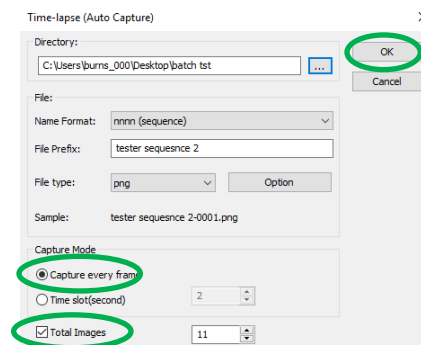 Time-lapse (Auto Capture)
Directory:
C:\Users\burns_000\Desktop\batch tst
...
OK
Cancel
File:
Name Format: nnnn (sequence)
File Prefix: tester sequesnce 2
File type: png Option
Sample: tester sequesnce 2-0001.png
Capture Mode
Capture every frame
Time slot(second) 2
Total Images 11